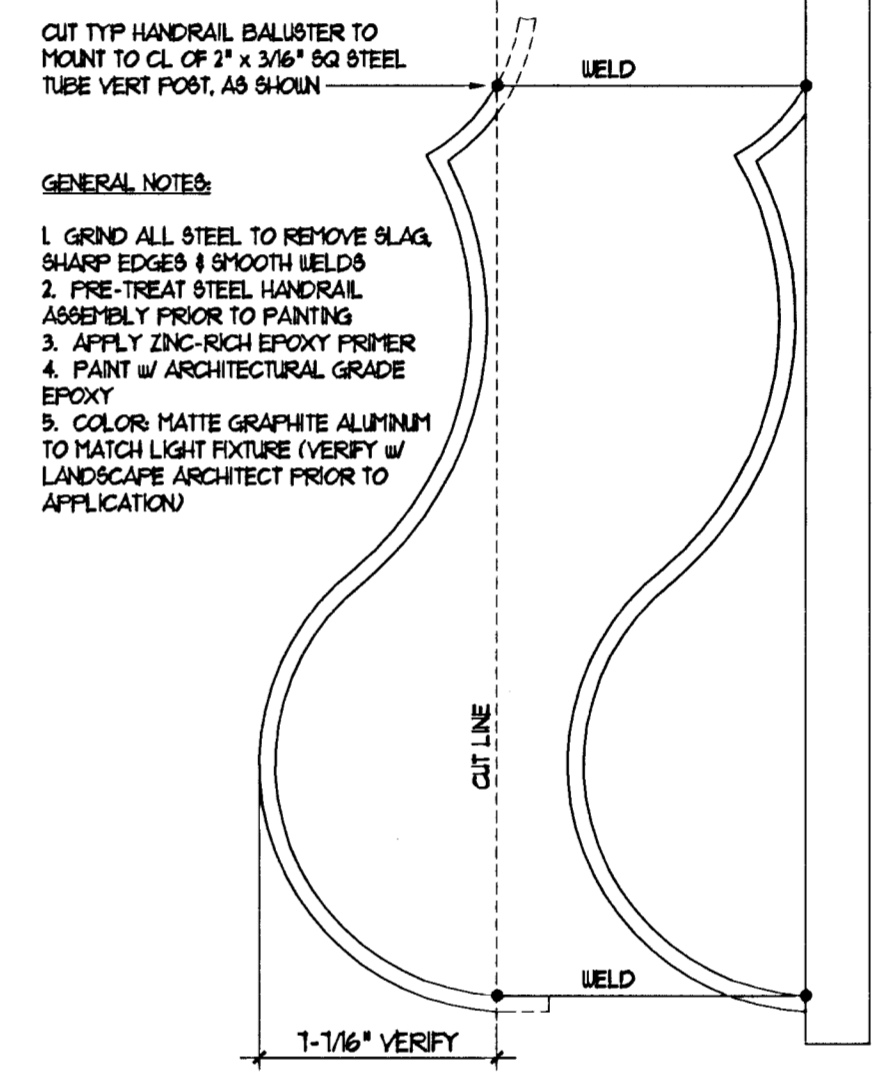 CUT TYP HANDRAIL BALUSTER TO
MOUNT TO CL OF 2" x 3/16" SQ STEEL
TUBE VERT POST, AS SHOWN
WELD
GENERAL NOTES:
1. GRIND ALL STEEL TO REMOVE SLAG,
SHARP EDGES & SMOOTH WELDS
2. PRE-TREAT STEEL HANDRAIL
ASSEMBLY PRIOR TO PAINTING
3. APPLY ZINC-RICH EPOXY PRIMER
4. PAINT w/ ARCHITECTURAL GRADE
EPOXY
5. COLOR: MATTE GRAPHITE ALUMINUM
TO MATCH LIGHT FIXTURE (VERIFY w/
LANDSCAPE ARCHITECT PRIOR TO
APPLICATION)
CUT LINE
WELD
7-7/16" VERIFY